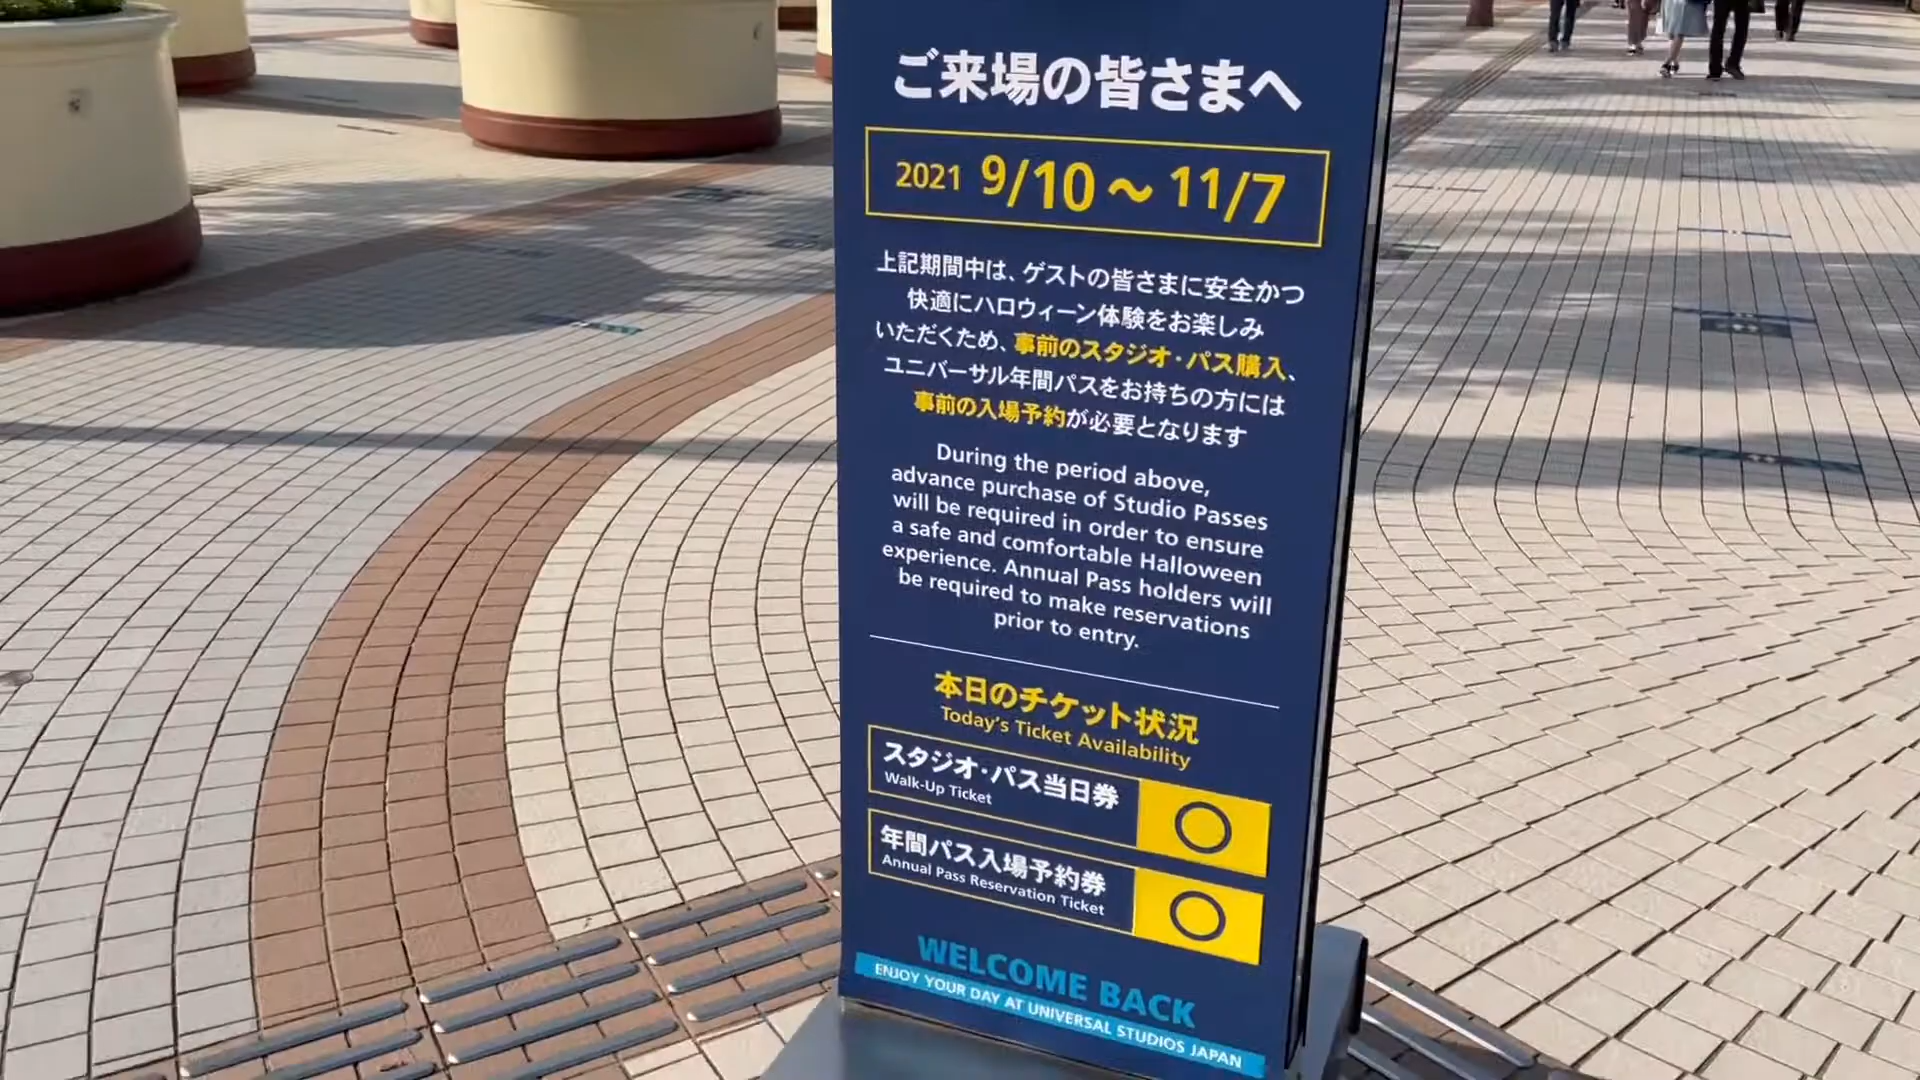 ご来場の皆さまへ
2021 9/10～11/7
上記期間中は、ゲストの皆さまに安全かつ
快適にハロウィーン体験をお楽しみ
いただくため、事前のスタジオ・パス購入、
ユニバーサル年間パスをお持ちの方には
事前の入場予約が必要となります
During the period above,
advance purchase of Studio Passes
will be required in order to ensure
a safe and comfortable Halloween
experience. Annual Pass holders will
be required to make reservations
prior to entry.
本日のチケット状況
Today's Ticket Availability
スタジオ・パス当日券
Walk-Up Ticket
○
年間パス入場予約券
Annual Pass Reservation Ticket
○
WELCOME BACK
ENJOY YOUR DAY AT UNIVERSAL STUDIOS JAPAN